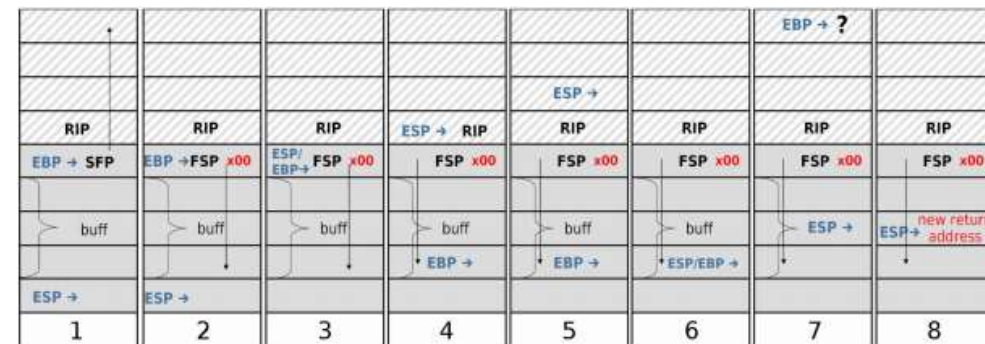 EBP → ?
ESP →
RIP RIP RIP ESP → RIP RIP RIP RIP RIP
EBP → SFP EBP →FSP x00 ESP/ EBP→ FSP x00 FSP x00 FSP x00 FSP x00 FSP x00 FSP x00
buff buff buff buff buff buff ESP → ESP→ new return address
EBP → EBP → ESP/EBP →
ESP → ESP →
1 2 3 4 5 6 7 8